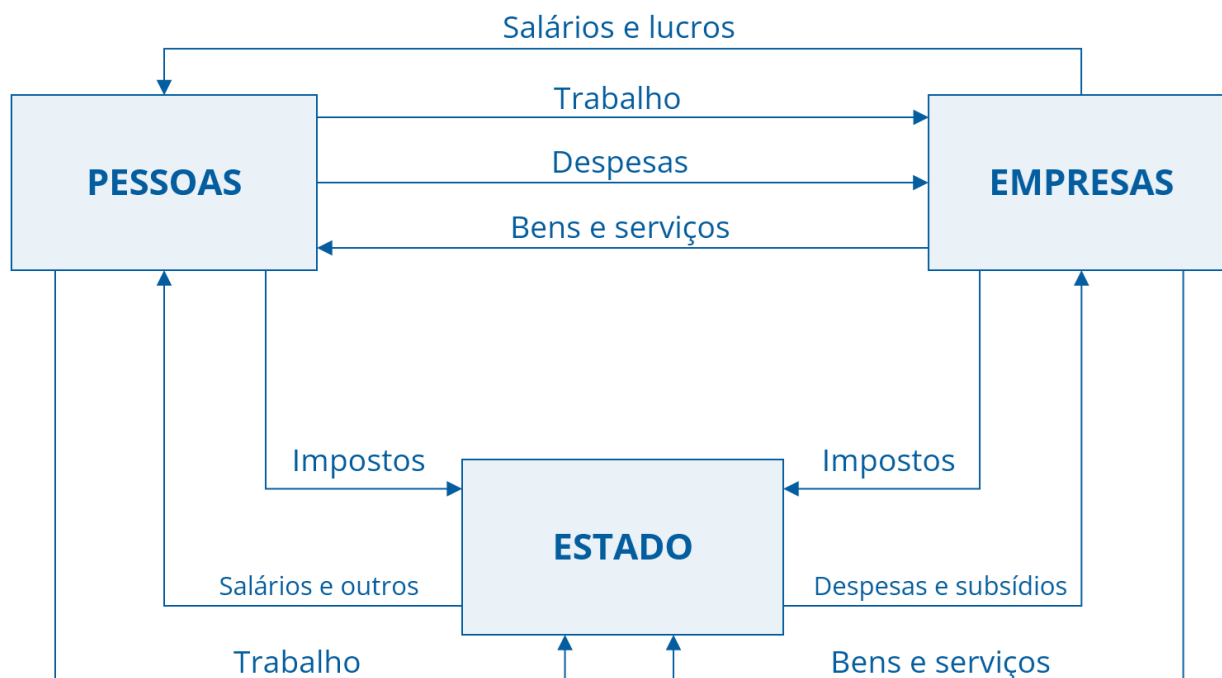 Salários e lucros
Trabalho
Despesas
PESSOAS
EMPRESAS
Bens e serviços
Impostos
Impostos
ESTADO
Salários e outros
Despesas e subsídios
Trabalho
Bens e serviços